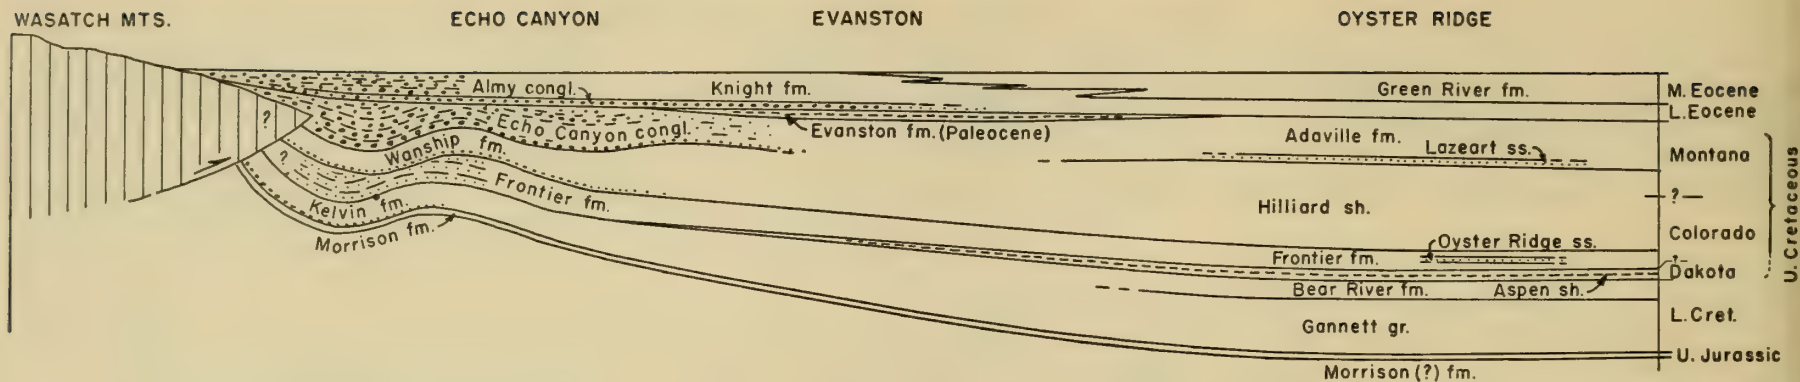 WASATCH MTS.
ECHO CANYON
EVANSTON
OYSTER RIDGE
Almy congl.
Knight fm.
Green River fm.
M. Eocene
L. Eocene
?
Echo Canyon congl.
Evanston fm. (Paleocene)
Adaville fm.
Lazeart ss.
Montana
Wanship fm.
?
Frontier fm.
Kelvin fm.
Morrison fm.
Hilliard sh.
?
Colorado
U. Cretaceous
Oyster Ridge ss.
Frontier fm.
?
Dakota
Bear River fm.
Aspen sh.
L. Cret.
Gannett gr.
U. Jurassic
Morrison (?) fm.